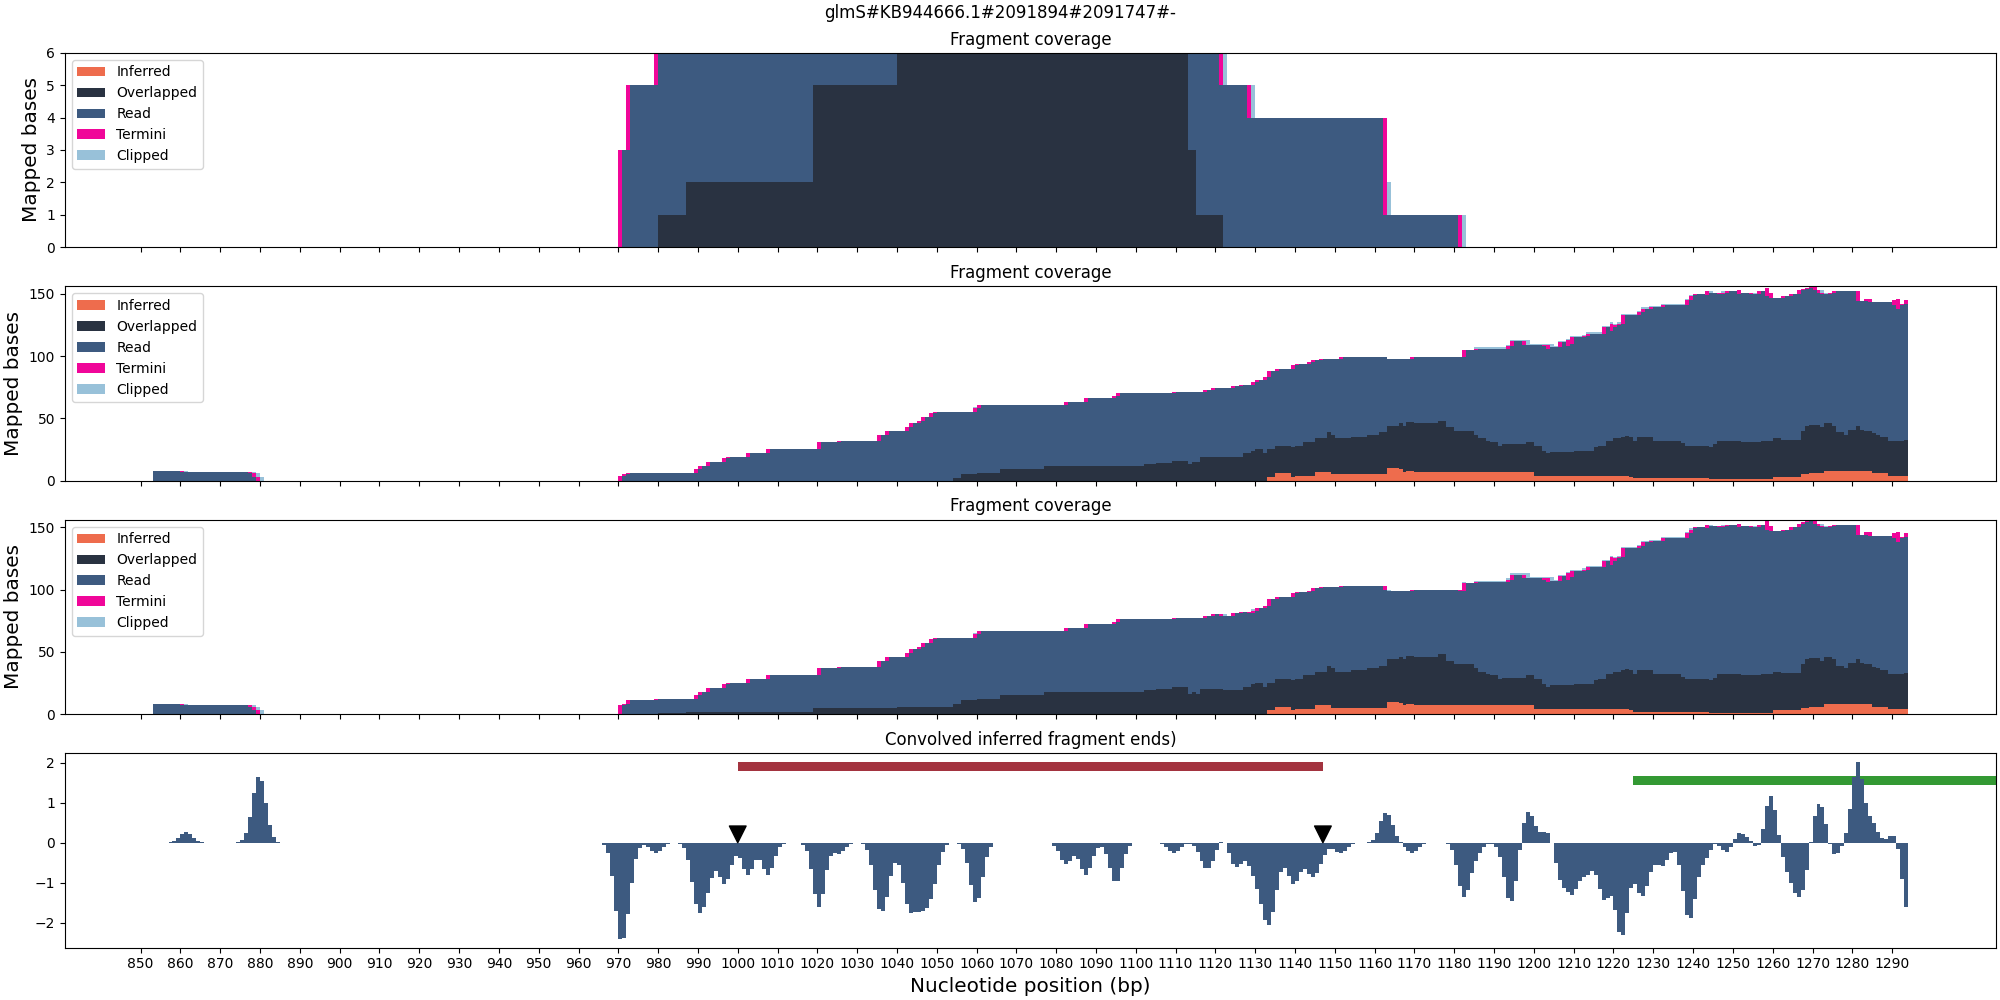 glmS#KB944666.1#2091894#2091747#-
Fragment coverage
Mapped bases
6
5
4
3
2
1
0
Inferred
Overlapped
Read
Termini
Clipped
Fragment coverage
Mapped bases
150
100
50
0
Inferred
Overlapped
Read
Termini
Clipped
Fragment coverage
Mapped bases
150
100
50
0
Inferred
Overlapped
Read
Termini
Clipped
Convolved inferred fragment ends)
2
1
0
−1
−2
850 860 870 880 890 900 910 920 930 940 950 960 970 980 990 1000 1010 1020 1030 1040 1050 1060 1070 1080 1090 1100 1110 1120 1130 1140 1150 1160 1170 1180 1190 1200 1210 1220 1230 1240 1250 1260 1270 1280 1290
Nucleotide position (bp)